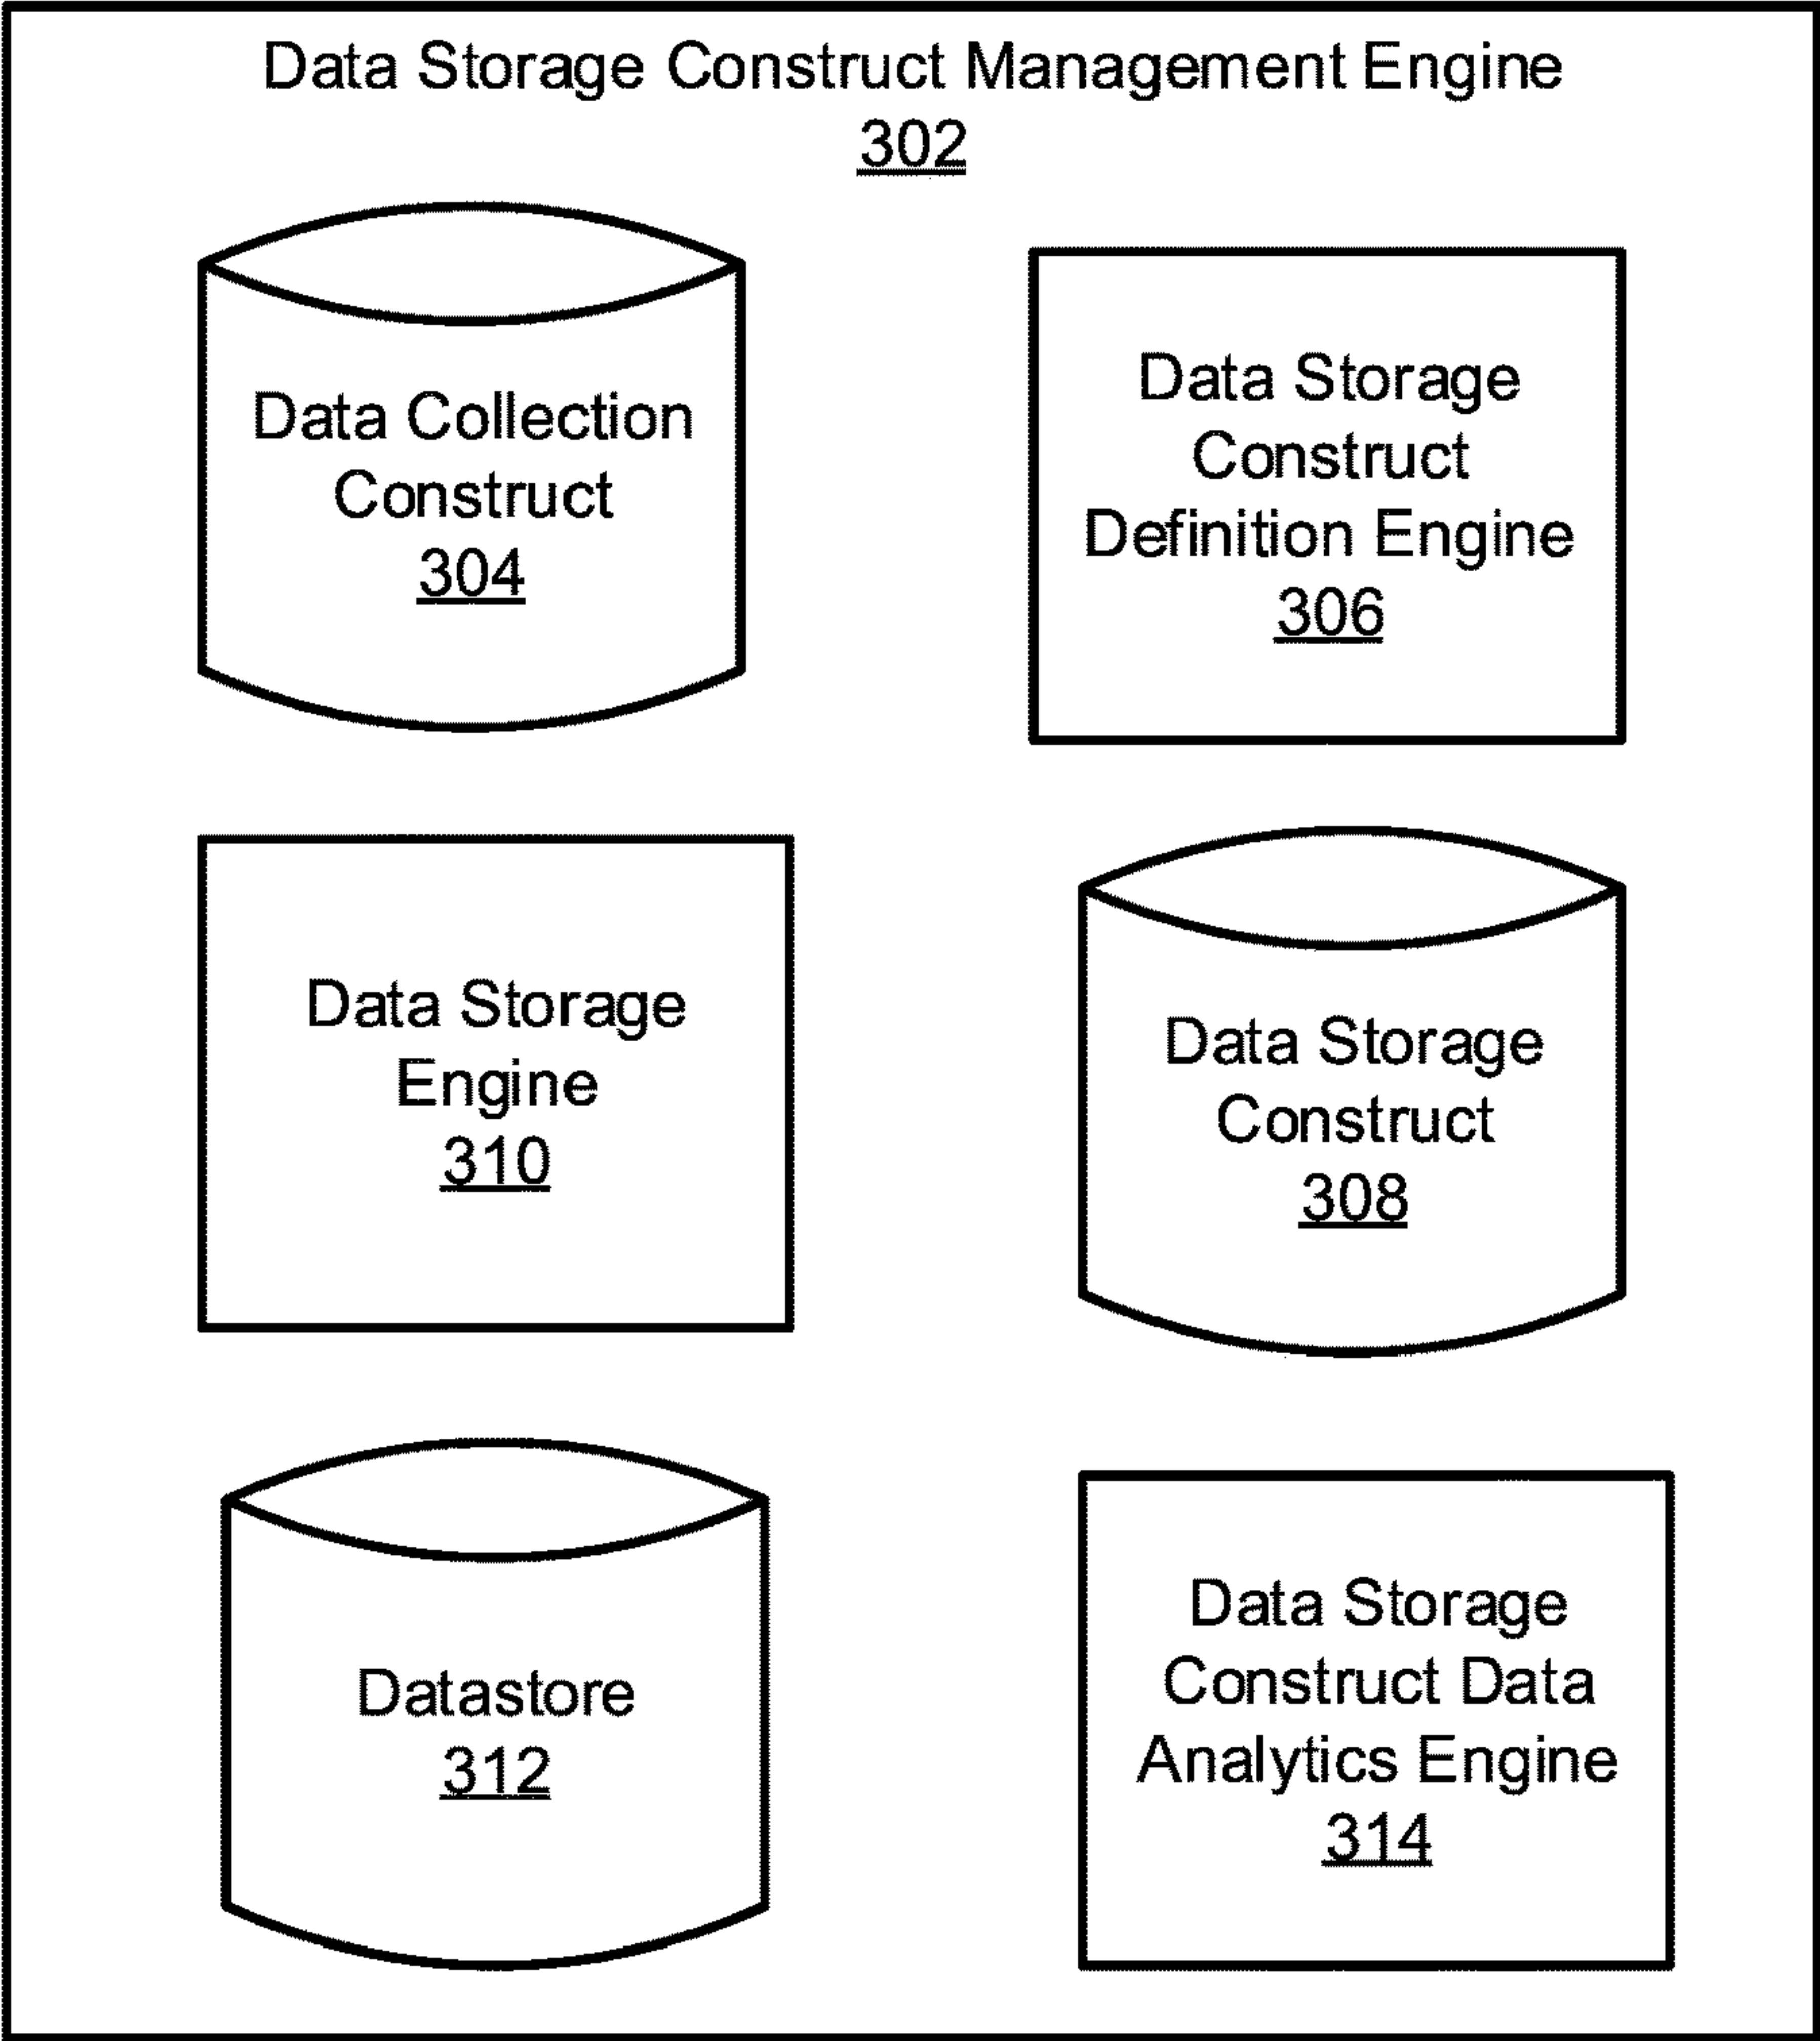 Data Storage Construct Management Engine
302
Data Collection
Construct
304
Data Storage
Construct
Definition Engine
306
Data Storage
Engine
310
Data Storage
Construct
308
Datastore
312
Data Storage
Construct Data
Analytics Engine
314